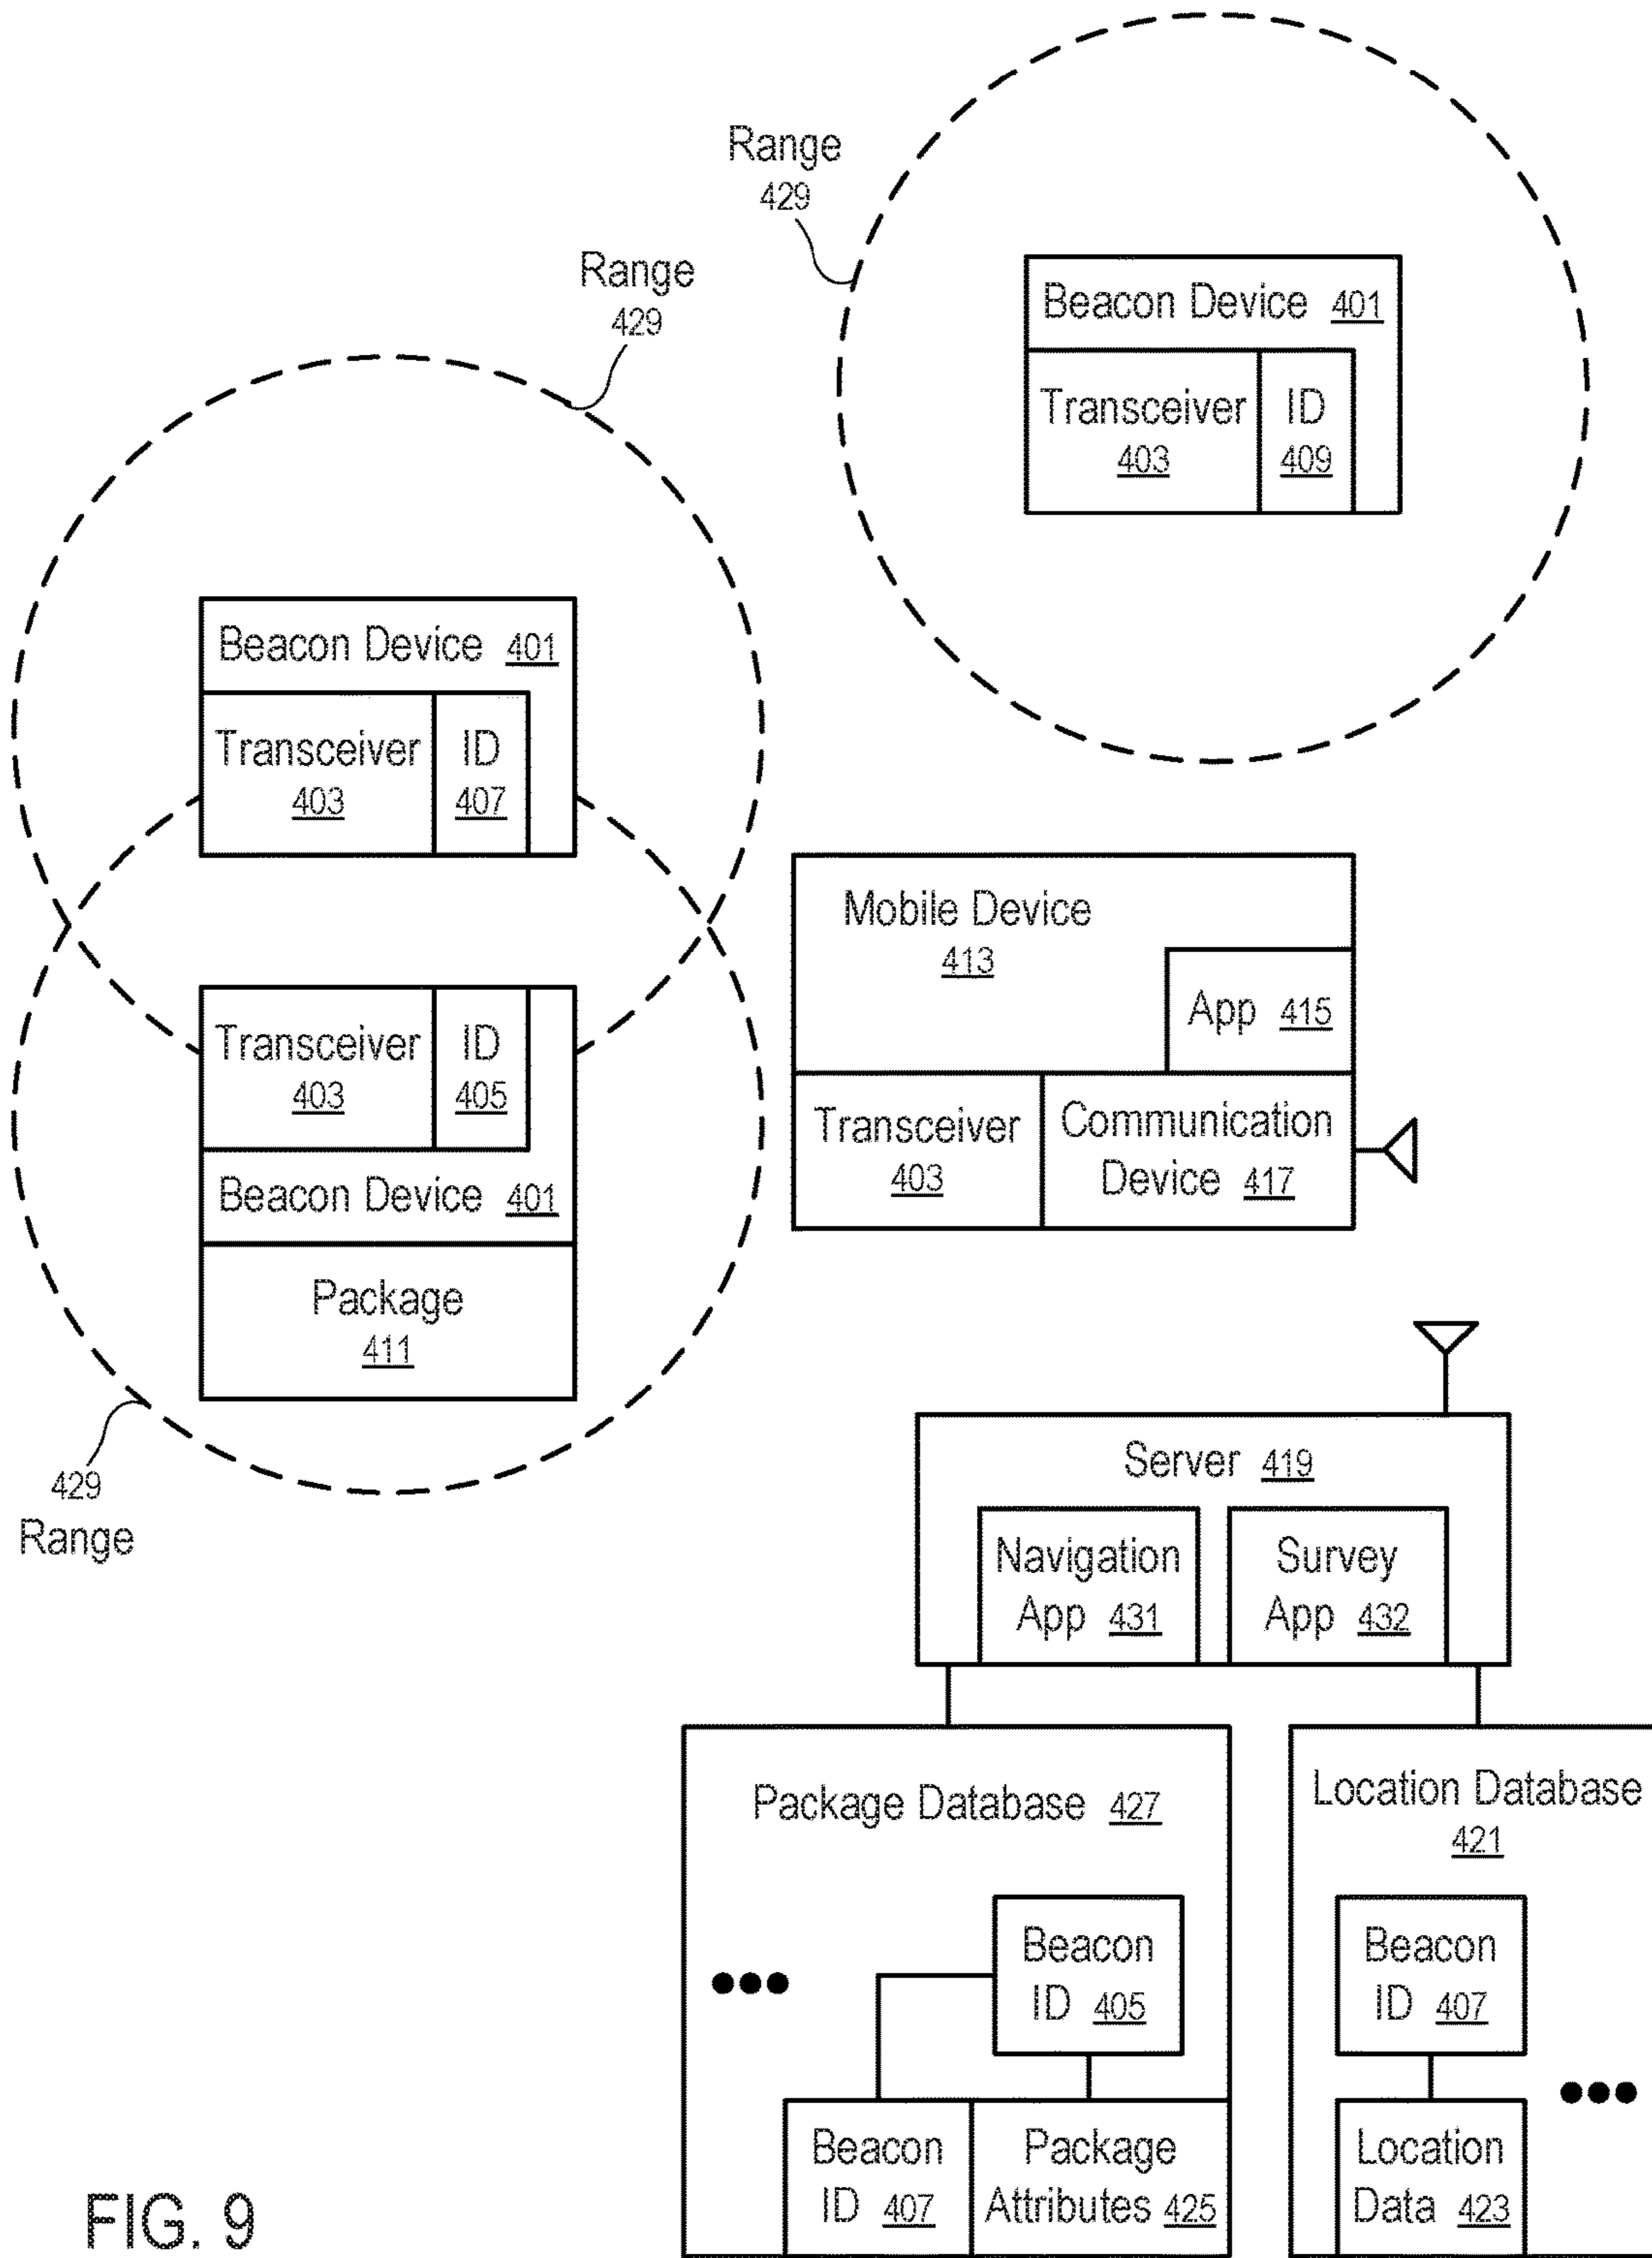 Range
429
Beacon Device 401
Transceiver
403
ID
409
Range
429
Beacon Device 401
Transceiver
403
ID
407
Transceiver
403
ID
405
Beacon Device 401
Package
411
429
Range
Mobile Device
413
App 415
Transceiver
403
Communication
Device 417
Server 419
Navigation
App 431
Survey
App 432
Package Database 427
Beacon
ID 405
Beacon
ID 407
Package
Attributes 425
Location Database
421
Beacon
ID 407
Location
Data 423
FIG. 9